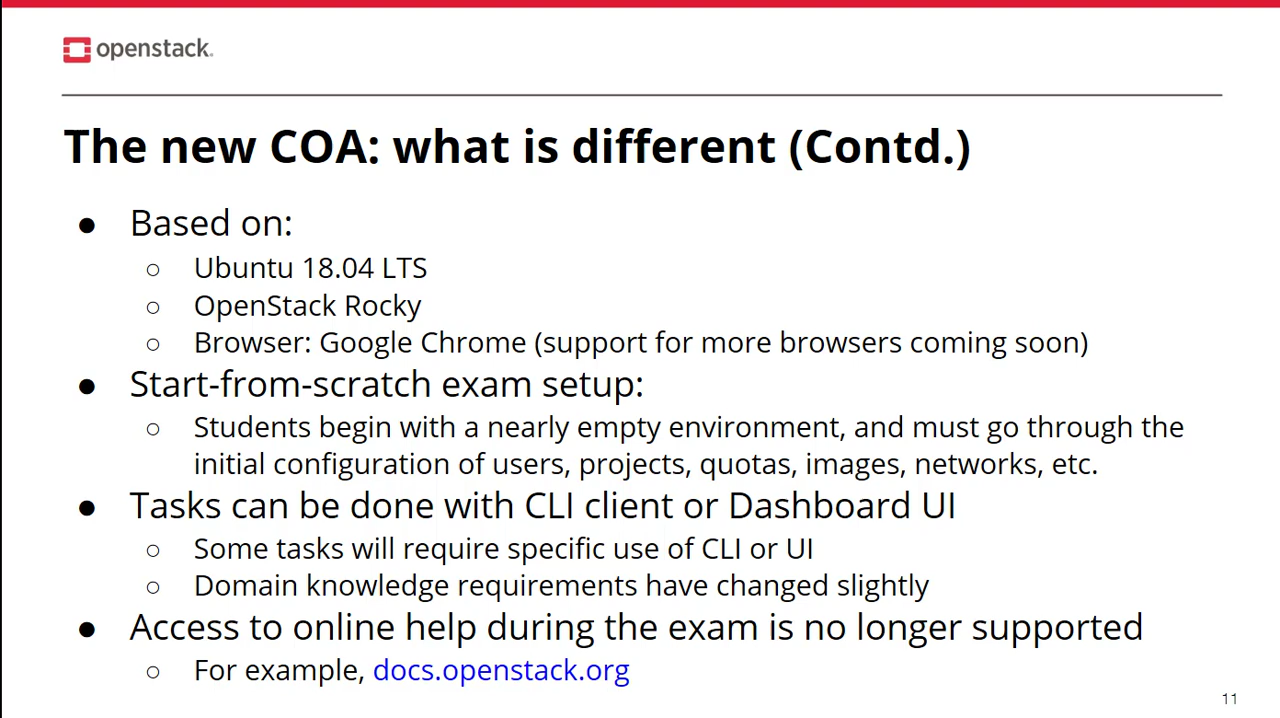 openstack.
The new COA: what is different (Contd.)
● Based on:
○ Ubuntu 18.04 LTS
○ OpenStack Rocky
○ Browser: Google Chrome (support for more browsers coming soon)
● Start-from-scratch exam setup:
○ Students begin with a nearly empty environment, and must go through the
initial configuration of users, projects, quotas, images, networks, etc.
● Tasks can be done with CLI client or Dashboard UI
○ Some tasks will require specific use of CLI or UI
○ Domain knowledge requirements have changed slightly
● Access to online help during the exam is no longer supported
○ For example, docs.openstack.org
11